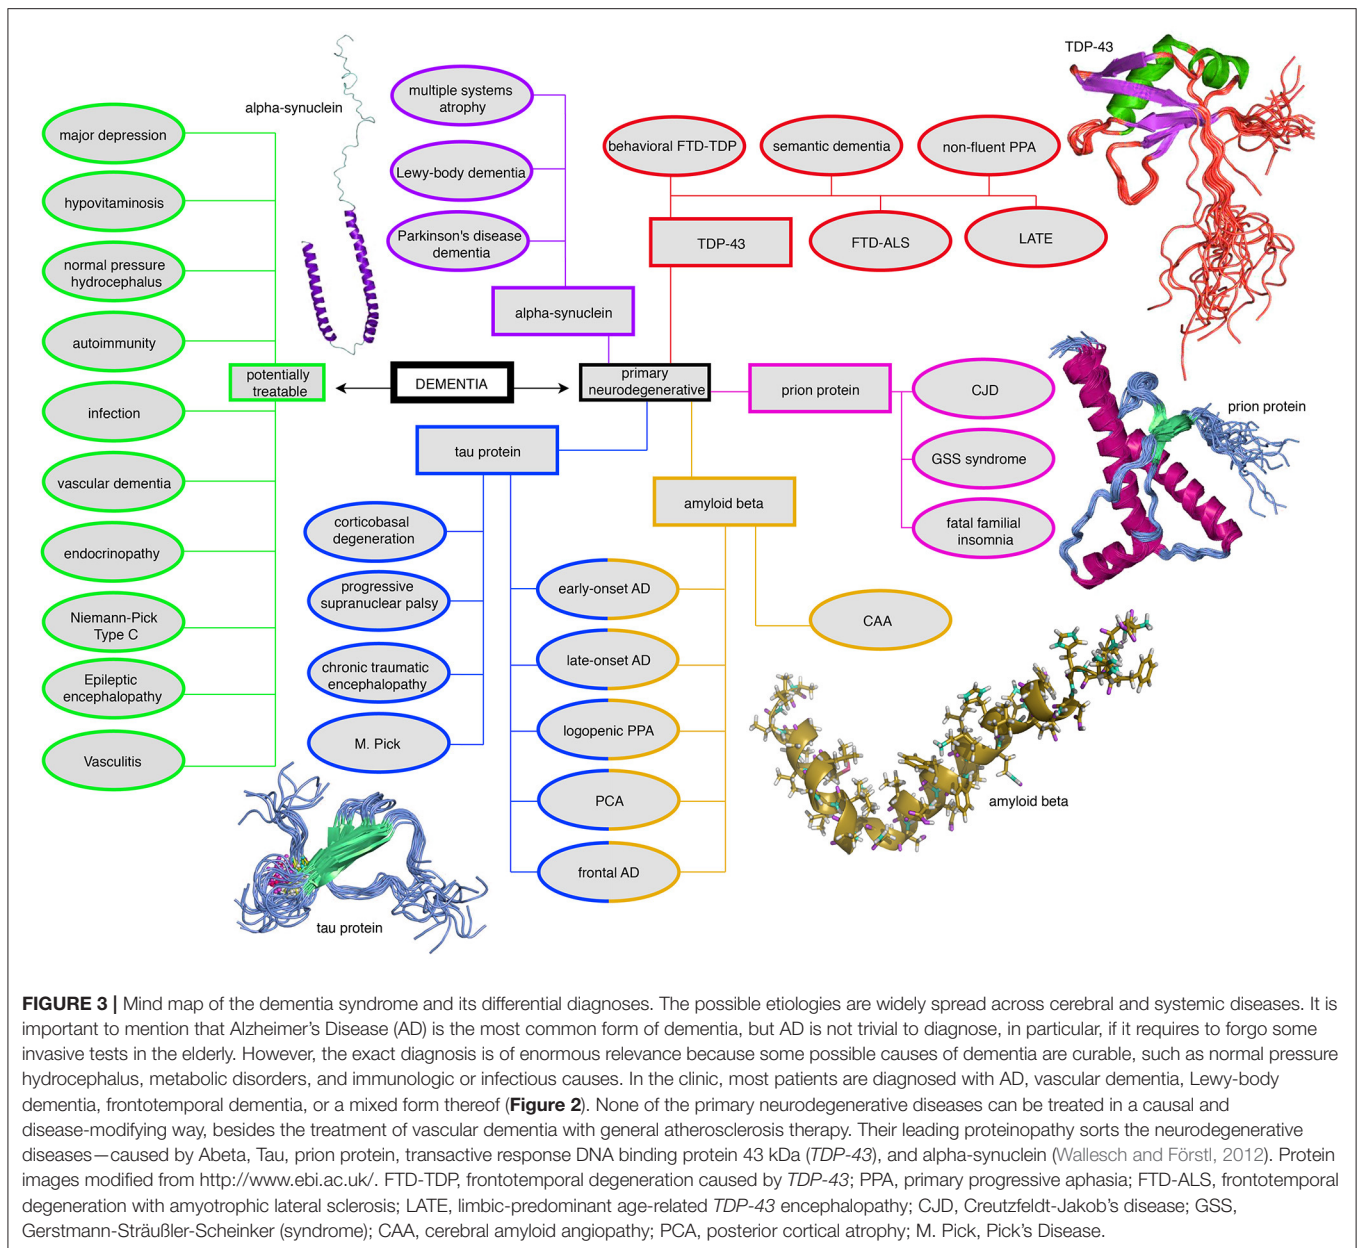 alpha-synuclein
multiple systems
atrophy
Lewy-body dementia
Parkinson's disease
dementia
alpha-synuclein
TDP-43
behavioral FTD-TDP
semantic dementia
non-fluent PPA
TDP-43
FTD-ALS
LATE
major depression
hypovitaminosis
normal pressure
hydrocephalus
autoimmunity
infection
vascular dementia
endocrinopathy
Niemann-Pick
Type C
Epileptic
encephalopathy
Vasculitis
potentially
treatable
DEMENTIA
primary
neurodegenerative
prion protein
CJD
GSS syndrome
fatal familial
insomnia
prion protein
tau protein
corticobasal
degeneration
progressive
supranuclear palsy
chronic traumatic
encephalopathy
M. Pick
amyloid beta
early-onset AD
late-onset AD
logopenic PPA
PCA
frontal AD
CAA
amyloid beta
tau protein
FIGURE 3 | Mind map of the dementia syndrome and its differential diagnoses. The possible etiologies are widely spread across cerebral and systemic diseases. It is
important to mention that Alzheimer's Disease (AD) is the most common form of dementia, but AD is not trivial to diagnose, in particular, if it requires to forgo some
invasive tests in the elderly. However, the exact diagnosis is of enormous relevance because some possible causes of dementia are curable, such as normal pressure
hydrocephalus, metabolic disorders, and immunologic or infectious causes. In the clinic, most patients are diagnosed with AD, vascular dementia, Lewy-body
dementia, frontotemporal dementia, or a mixed form thereof (Figure 2). None of the primary neurodegenerative diseases can be treated in a causal and
disease-modifying way, besides the treatment of vascular dementia with general atherosclerosis therapy. Their leading proteinopathy sorts the neurodegenerative
diseases—caused by Abeta, Tau, prion protein, transactive response DNA binding protein 43 kDa (TDP-43), and alpha-synuclein (Wallesch and Förstl, 2012). Protein
images modified from http://www.ebi.ac.uk/. FTD-TDP, frontotemporal degeneration caused by TDP-43; PPA, primary progressive aphasia; FTD-ALS, frontotemporal
degeneration with amyotrophic lateral sclerosis; LATE, limbic-predominant age-related TDP-43 encephalopathy; CJD, Creutzfeldt-Jakob's disease; GSS,
Gerstmann-Sträußler-Scheinker (syndrome); CAA, cerebral amyloid angiopathy; PCA, posterior cortical atrophy; M. Pick, Pick's Disease.